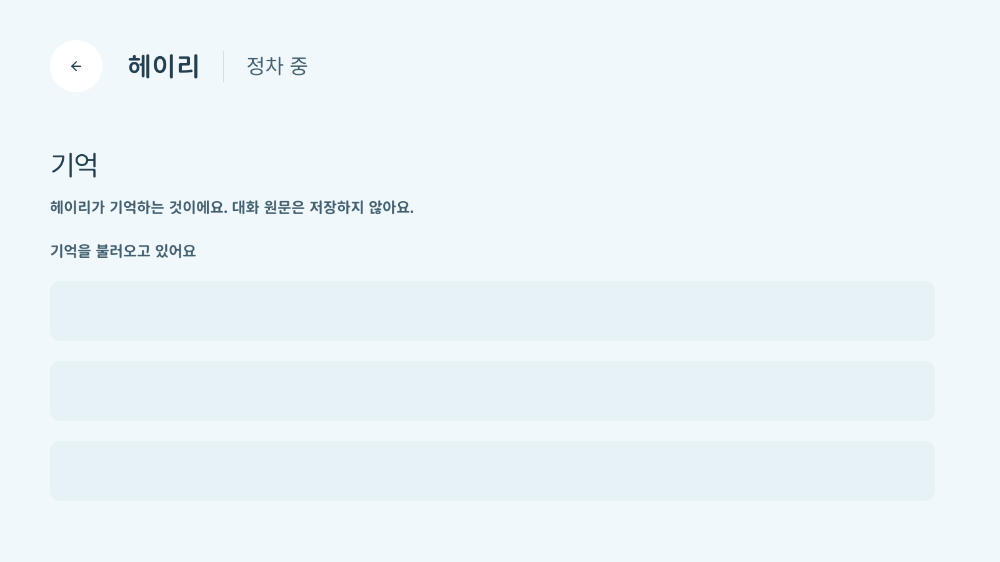 헤이리
정차 중
기억
헤이리가 기억하는 것이에요. 대화 원문은 저장하지 않아요.
기억을 불러오고 있어요